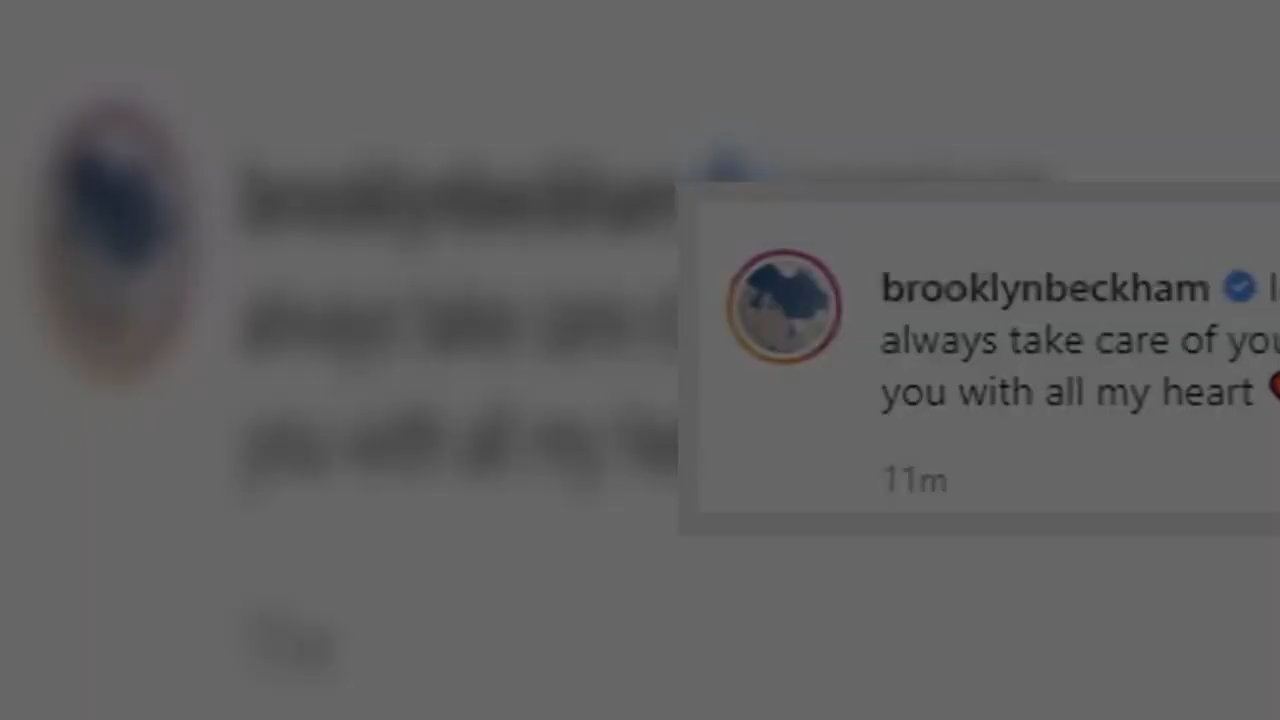 brooklynbeckham
always take care of you
you with all my heart
11m